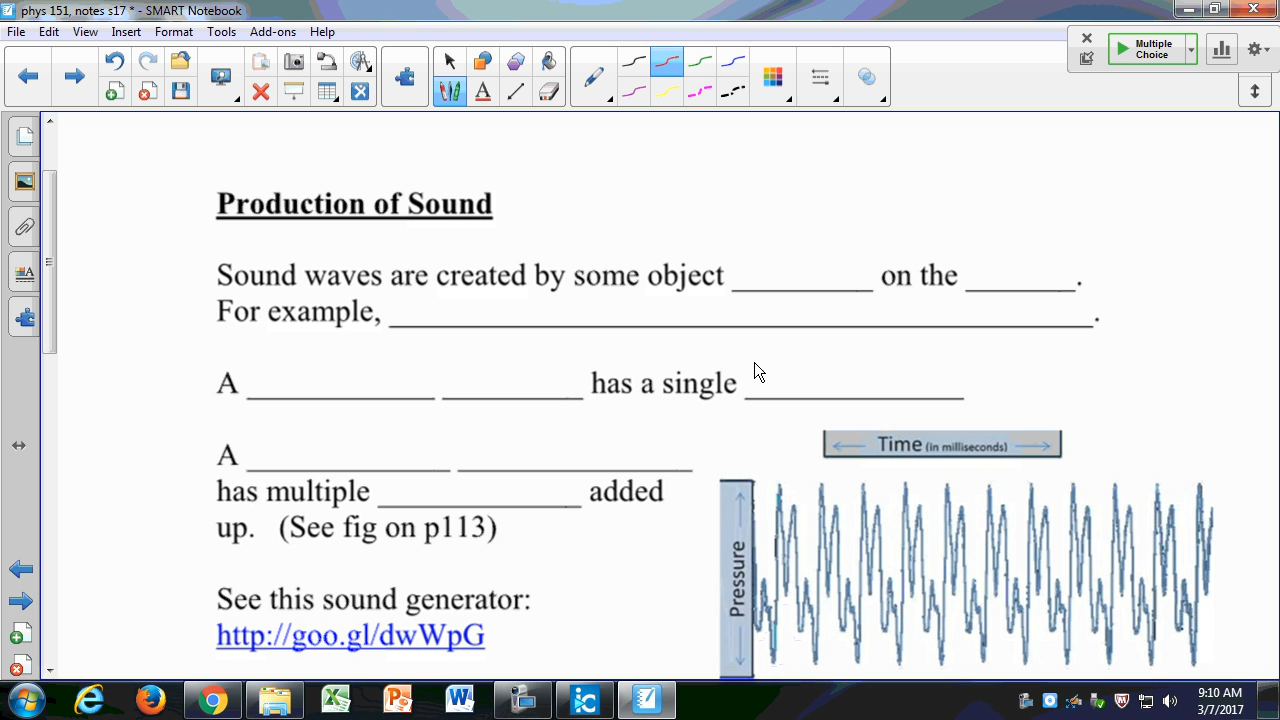 phys 151, notes s17 * - SMART Notebook
File Edit View Insert Format Tools Add-ons Help
Multiple
Choice
Production of Sound
Sound waves are created by some object _________ on the _______.
For example, ______________________________________________.
A ____________ _________ has a single ______________
A _____________ _______________
has multiple _____________ added
up. (See fig on p113)
See this sound generator:
http://goo.gl/dwWpG
Time (in milliseconds)
Pressure
9:10 AM
3/7/2017